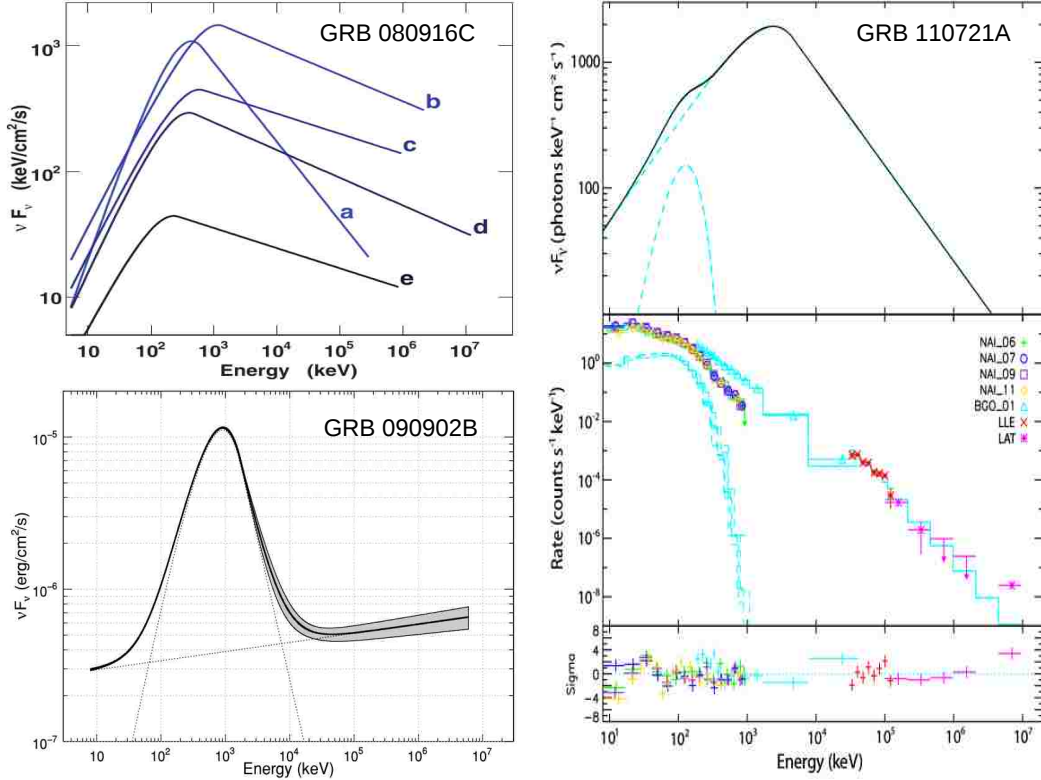 GRB 080916C
10³
10²
10
ν Fν (keV/cm²/s)
a
b
c
d
e
10 10² 10³ 10⁴ 10⁵ 10⁶ 10⁷
Energy (keV)
GRB 090902B
10⁻⁵
10⁻⁶
10⁻⁷
νFν (erg/cm²/s)
10 10² 10³ 10⁴ 10⁵ 10⁶ 10⁷
Energy (keV)
GRB 110721A
1000
100
νFν (photons keV⁻¹ cm⁻² s⁻¹)
NAI_06
NAI_07
NAI_09
NAI_11
BGO_01
LLE
LAT
10⁰
10⁻²
10⁻⁴
10⁻⁶
10⁻⁸
Rate (counts s⁻¹ keV⁻¹)
8
4
0
-4
-8
Sigma
10¹ 10² 10³ 10⁴ 10⁵ 10⁶ 10⁷
Energy (keV)